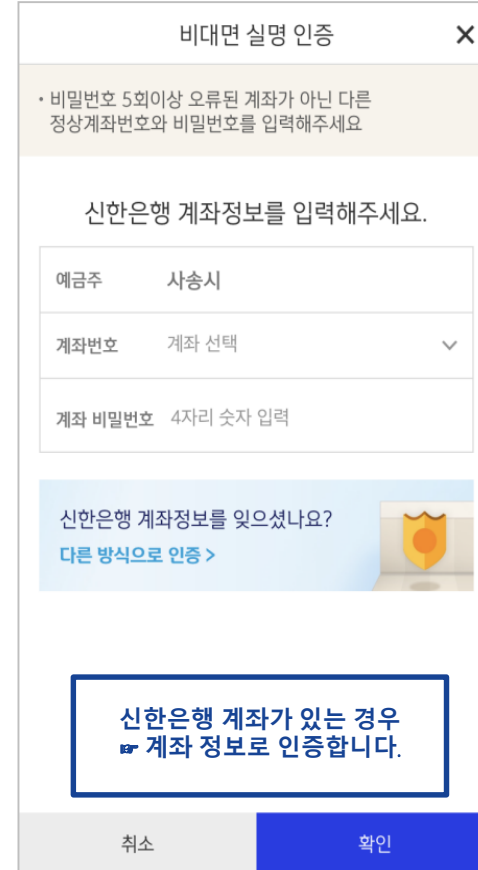 비대면 실명 인증
• 비밀번호 5회이상 오류된 계좌가 아닌 다른
정상계좌번호와 비밀번호를 입력해주세요
신한은행 계좌정보를 입력해주세요.
예금주 사송시
계좌번호 계좌 선택
계좌 비밀번호 4자리 숫자 입력
신한은행 계좌정보를 잊으셨나요?
다른 방식으로 인증 >
신한은행 계좌가 있는 경우
☞ 계좌 정보로 인증합니다.
취소 확인